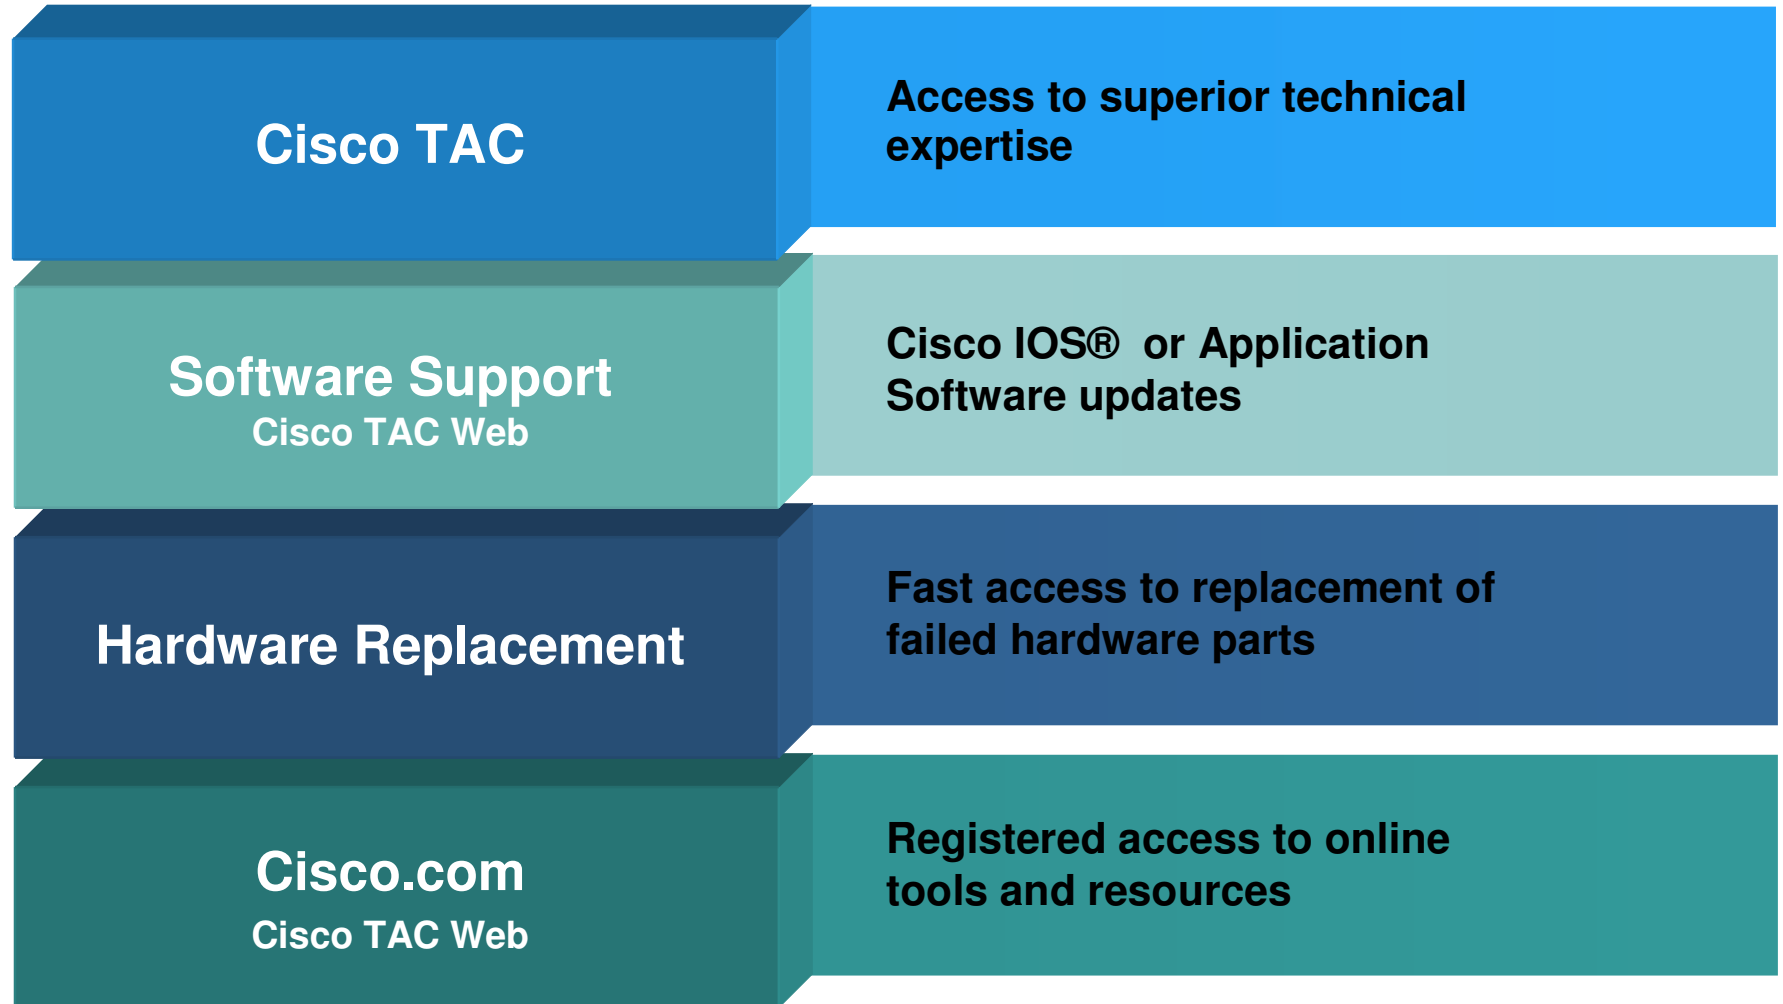 Cisco TAC
Access to superior technical
expertise
Software Support
Cisco TAC Web
Cisco IOS® or Application
Software updates
Hardware Replacement
Fast access to replacement of
failed hardware parts
Cisco.com
Cisco TAC Web
Registered access to online
tools and resources